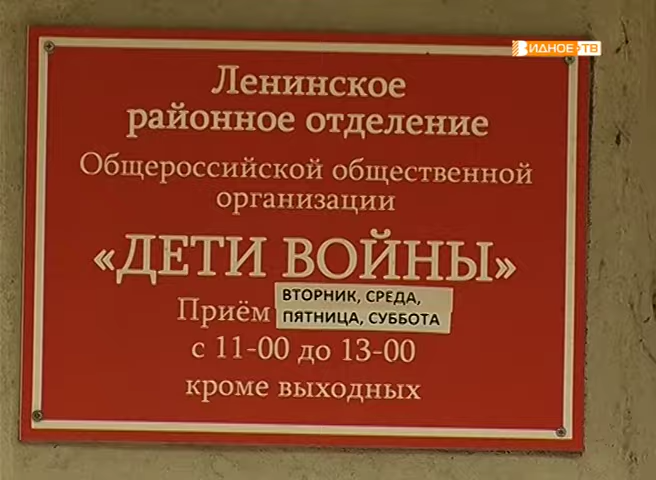 ВИДНОЕ-ТВ
Ленинское
районное отделение
Общероссийской общественной
организации
«ДЕТИ ВОЙНЫ»
Приём ВТОРНИК, СРЕДА,
ПЯТНИЦА, СУББОТА
с 11-00 до 13-00
кроме выходных